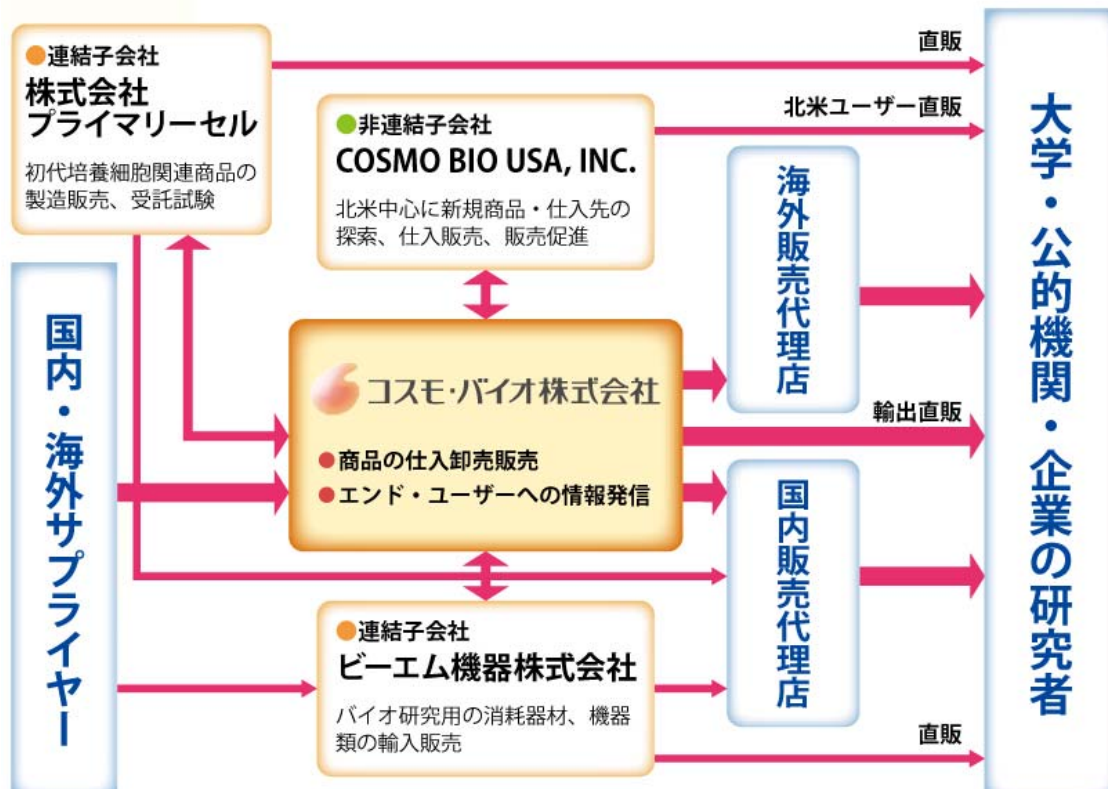 ●連結子会社
株式会社
プライマリーセル
初代培養細胞関連商品の
製造販売、受託試験
直販
●非連結子会社
COSMO BIO USA, INC.
北米中心に新規商品・仕入先の
探索、仕入販売、販売促進
北米ユーザー直販
海外販売代理店
大学・公的機関・企業の研究者
国内・海外サプライヤー
コスモ・バイオ株式会社
●商品の仕入卸売販売
●エンド・ユーザーへの情報発信
輸出直販
国内販売代理店
●連結子会社
ビーエム機器株式会社
バイオ研究用の消耗器材、機器
類の輸入販売
直販